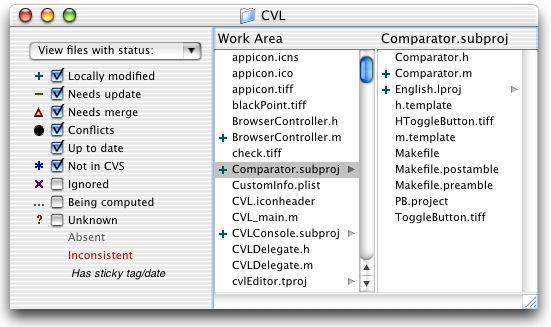 CVL
View files with status:
+ Locally modified
− Needs update
Needs merge
Conflicts
Up to date
* Not in CVS
× Ignored
... Being computed
? Unknown
Absent
Inconsistent
Has sticky tag/date
Work Area
appicon.icns
appicon.ico
appicon.tiff
blackPoint.tiff
BrowserController.h
+ BrowserController.m
check.tiff
+ Comparator.subproj
CustomInfo.plist
CVL.iconheader
CVL_main.m
+ CVLConsole.subproj
CVLDelegate.h
CVLDelegate.m
cvlEditor.tproj
Comparator.subproj
Comparator.h
+ Comparator.m
+ English.lproj
h.template
HToggleButton.tiff
m.template
Makefile
Makefile.postamble
Makefile.preamble
PB.project
ToggleButton.tiff